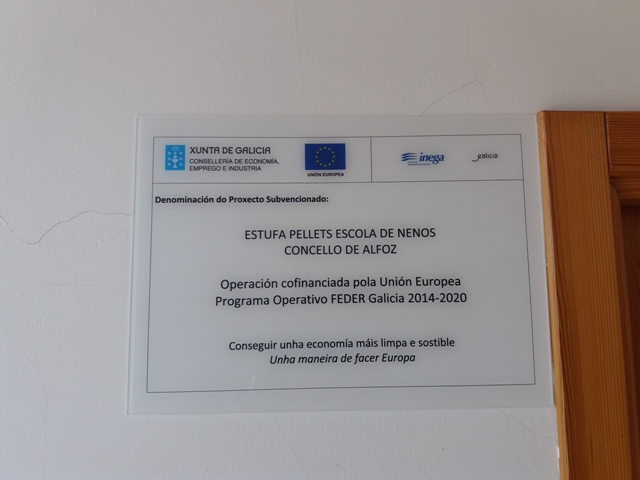 XUNTA DE GALICIA
CONSELLERÍA DE ECONOMÍA,
EMPREGO E INDUSTRIA
UNIÓN EUROPEA
inega
galicia
Denominación do Proxecto Subvencionado:
ESTUFA PELLETS ESCOLA DE NENOS
CONCELLO DE ALFOZ
Operación cofinanciada pola Unión Europea
Programa Operativo FEDER Galicia 2014-2020
Conseguir unha economía máis limpa e sostible
Unha maneira de facer Europa